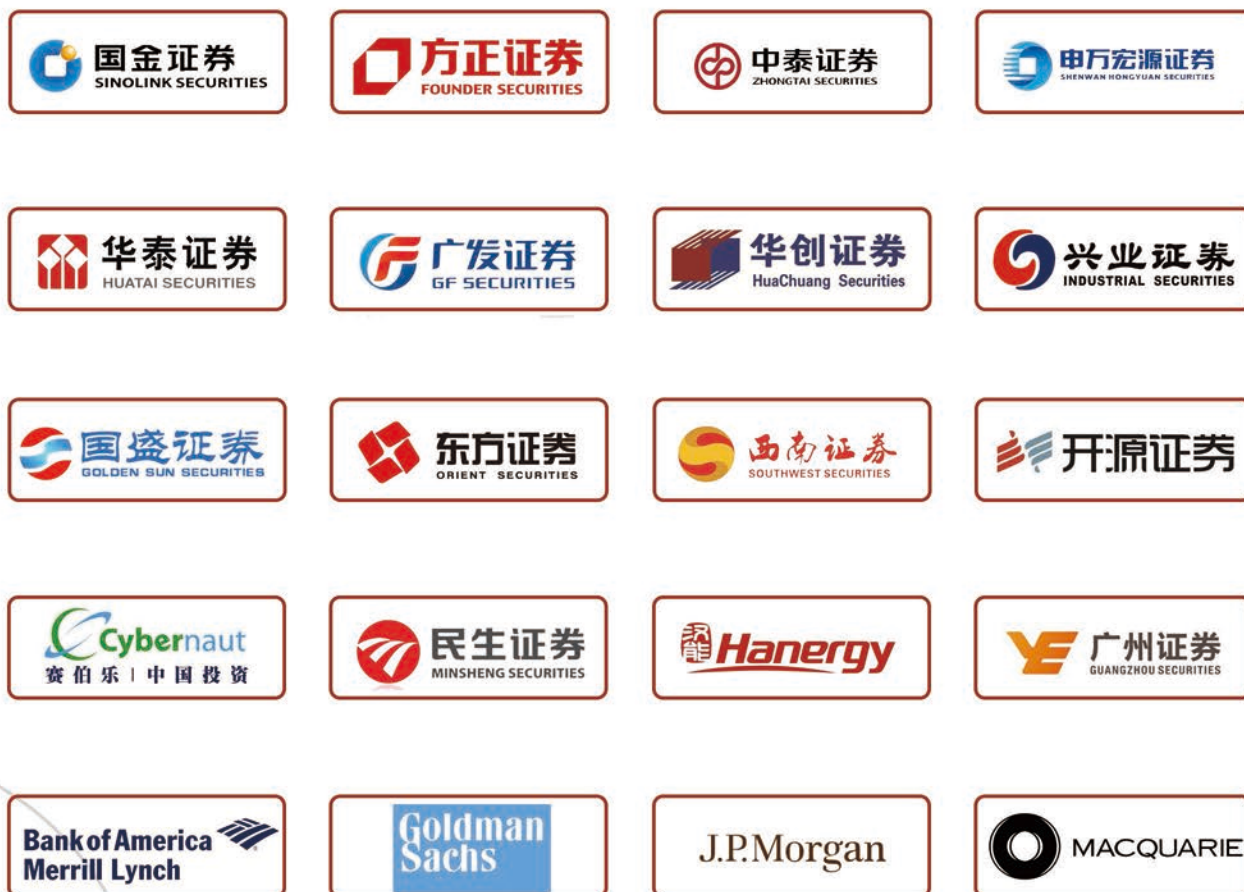 国金证券
SINOLINK SECURITIES
方正证券
FOUNDER SECURITIES
中泰证券
ZHONGTAI SECURITIES
申万宏源证券
SHENWAN HONGYUAN SECURITIES
华泰证券
HUATAI SECURITIES
广发证券
GF SECURITIES
华创证券
HuaChuang Securities
兴业证券
INDUSTRIAL SECURITIES
国盛证券
GOLDEN SUN SECURITIES
东方证券
ORIENT SECURITIES
西南证券
SOUTHWEST SECURITIES
开源证券
Cybernaut
赛伯乐 | 中国投资
民生证券
MINSHENG SECURITIES
汉能
Hanergy
广州证券
GUANGZHOU SECURITIES
Bank of America
Merrill Lynch
Goldman
Sachs
J.P.Morgan
MACQUARIE